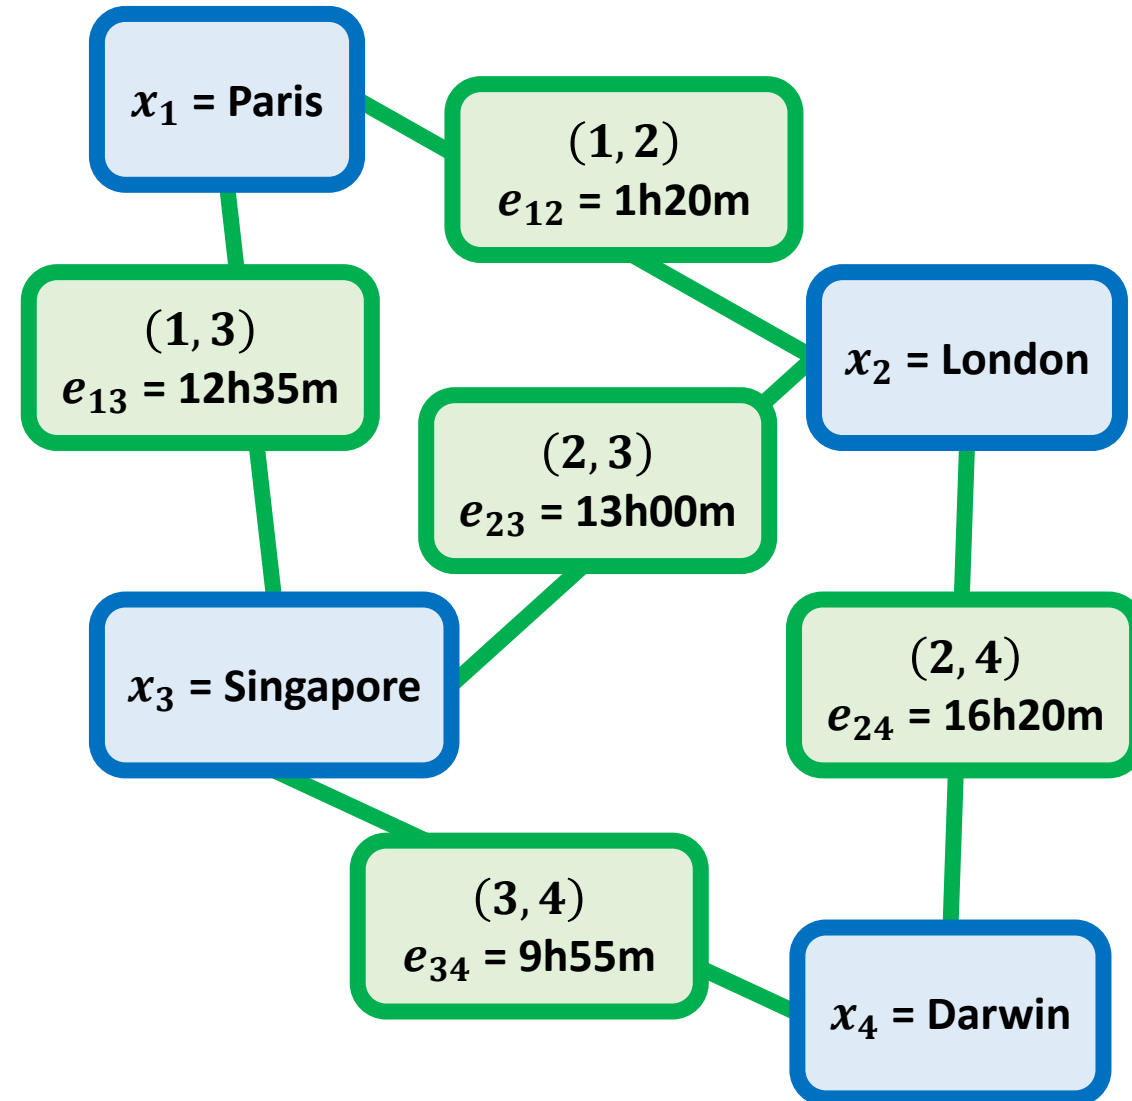 x₁ = Paris
(1, 2)
e₁₂ = 1h20m
(1, 3)
e₁₃ = 12h35m
x₂ = London
(2, 3)
e₂₃ = 13h00m
x₃ = Singapore
(2, 4)
e₂₄ = 16h20m
(3, 4)
e₃₄ = 9h55m
x₄ = Darwin